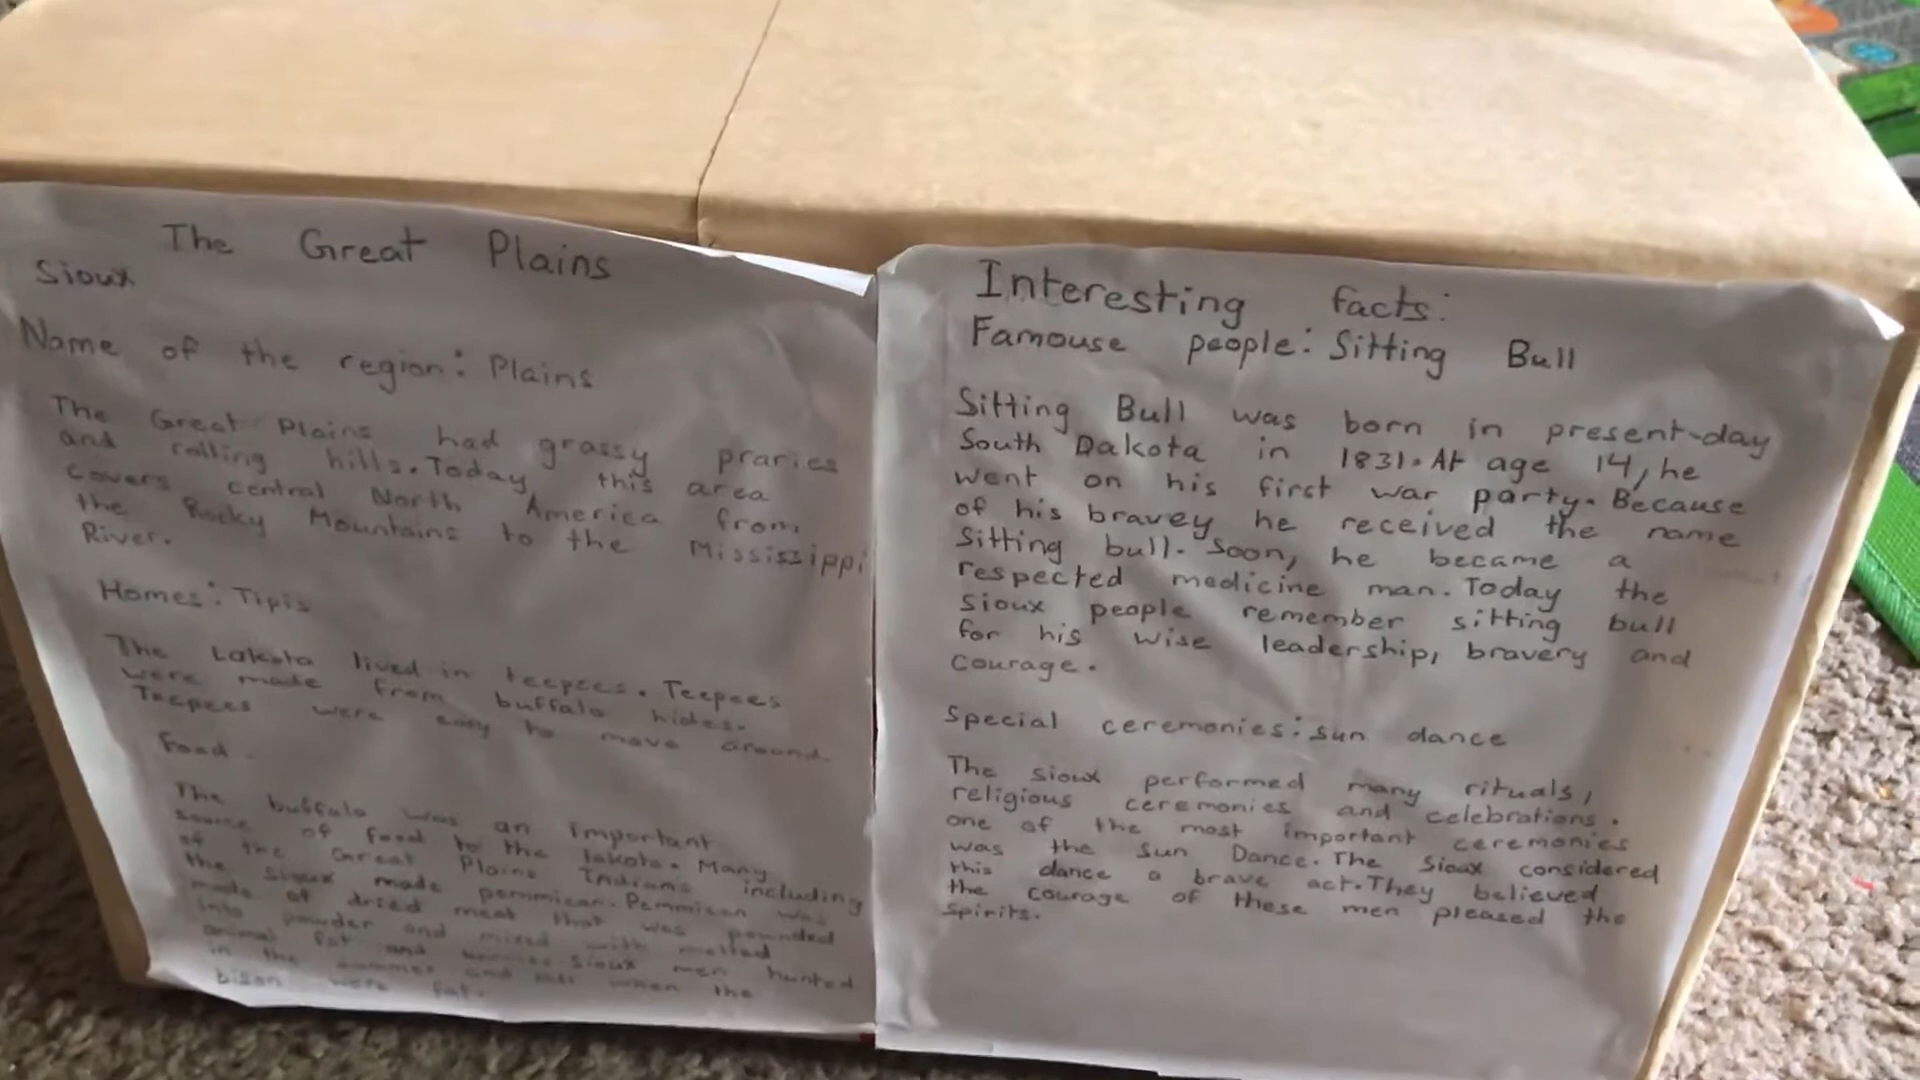 The Great Plains
Sioux
Name of the region: Plains
The Great Plains had grassy praries
and rolling hills. Today this area
covers central North America from
the Rocky Mountains to the Mississippi
River.
Homes: Tipis
The Lakota lived in teepees. Teepees
were made from buffalo hides.
Teepees were easy to move around.
Food
The buffalo was an important
source of food to the lakota. Many
of the Great Plains Indians including
the Sioux made pemmican. Pemmican was
made of dried meat that was pounded
into powder and mixed with melted
animal fat and berries Sioux men hunted
in the summer and when the
bison were fat.
Interesting facts:
Famouse people: Sitting Bull
Sitting Bull was born in present-day
South Dakota in 1831. At age 14, he
went on his first war party. Because
of his bravey he received the name
Sitting bull. Soon, he became a
respected medicine man. Today the
Sioux people remember sitting bull
for his wise leadership, bravery and
courage.
Special ceremonies: sun dance
The sioux performed many rituals,
religious ceremonies and celebrations.
one of the most important ceremonies
was the Sun Dance. The Sioux considered
this dance a brave act. They believed
the courage of these men pleased the
spirits.